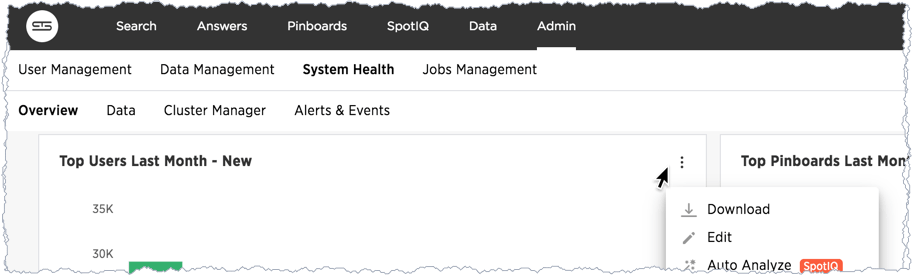 Search Answers Pinboards SpotIQ Data Admin
User Management Data Management System Health Jobs Management
Overview Data Cluster Manager Alerts & Events
Top Users Last Month - New
Top Pinboards Last Mon
35K
Download
Edit
30K
Auto Analyze SpotIQ